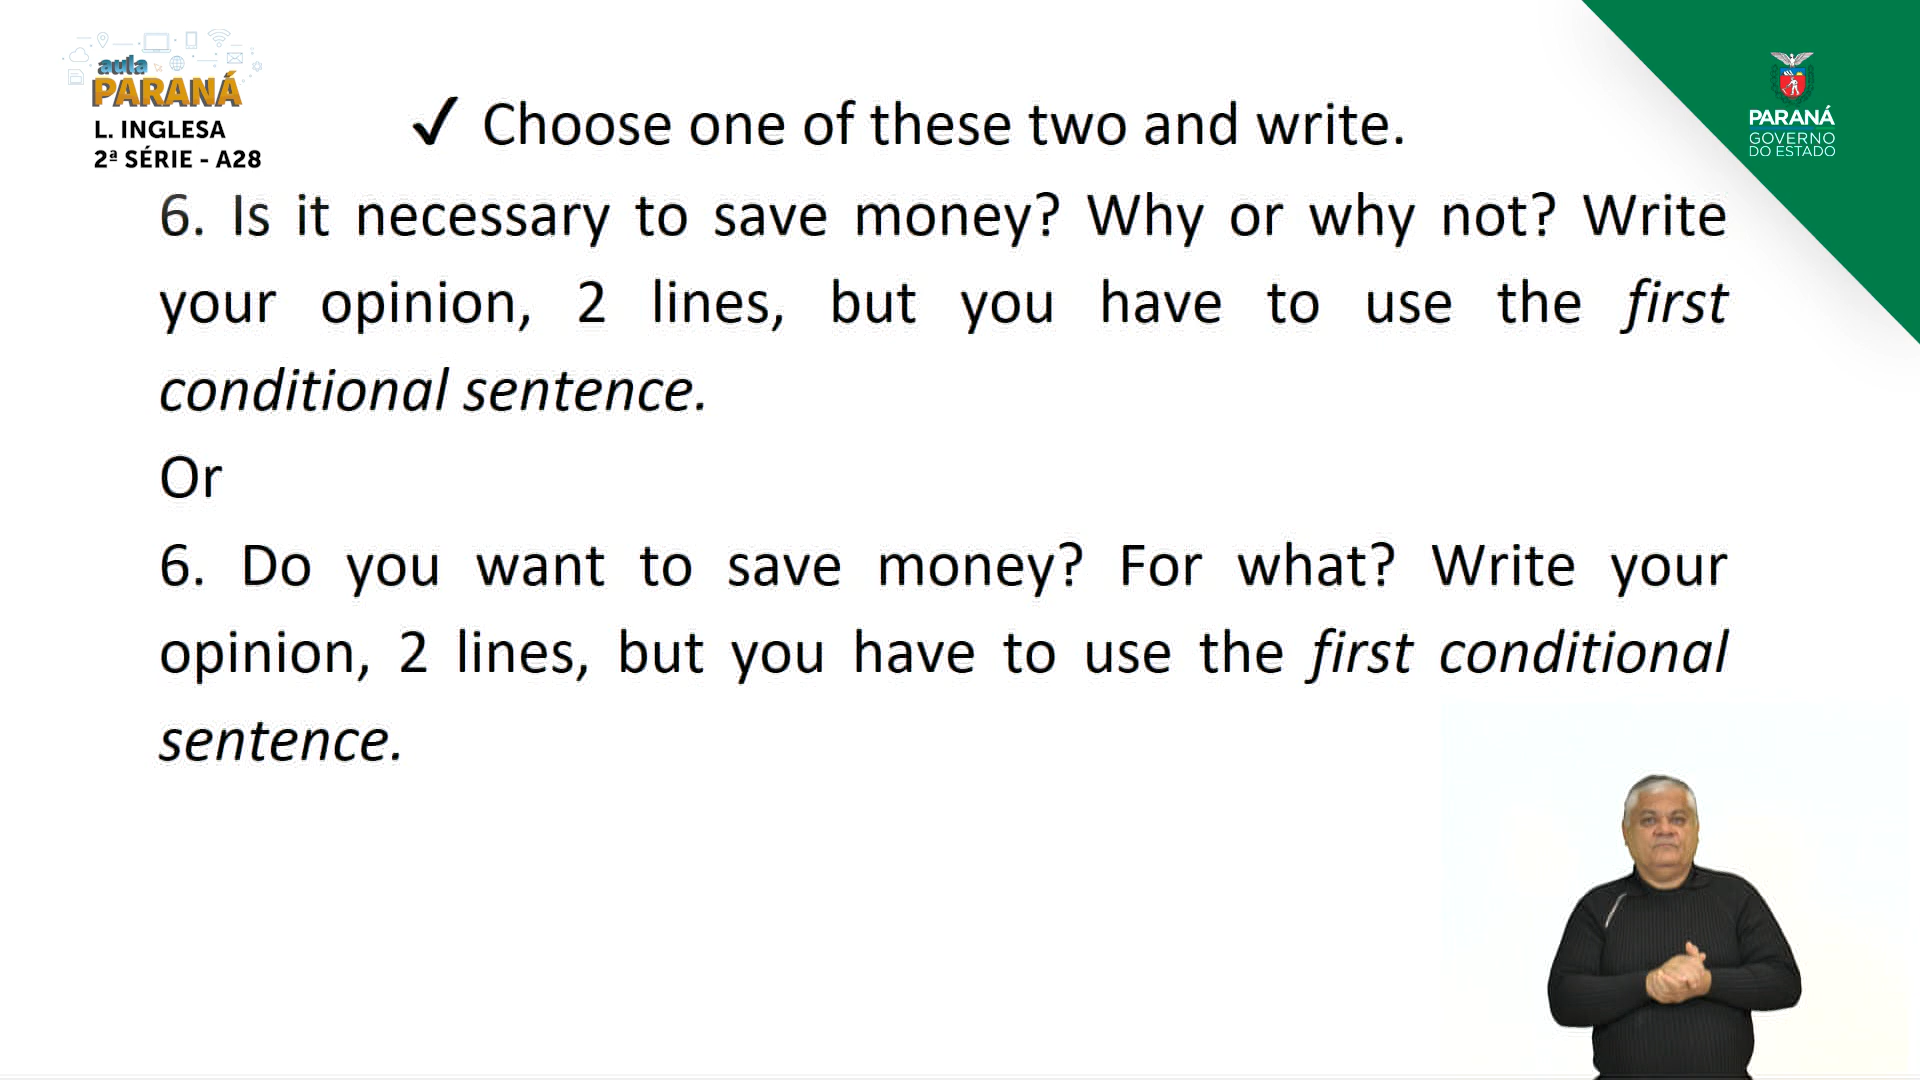 aula
PARANÁ
L. INGLESA
2ª SÉRIE - A28
✓ Choose one of these two and write.
PARANÁ
GOVERNO
DO ESTADO
6. Is it necessary to save money? Why or why not? Write
your opinion, 2 lines, but you have to use the first
conditional sentence.
Or
6. Do you want to save money? For what? Write your
opinion, 2 lines, but you have to use the first conditional
sentence.